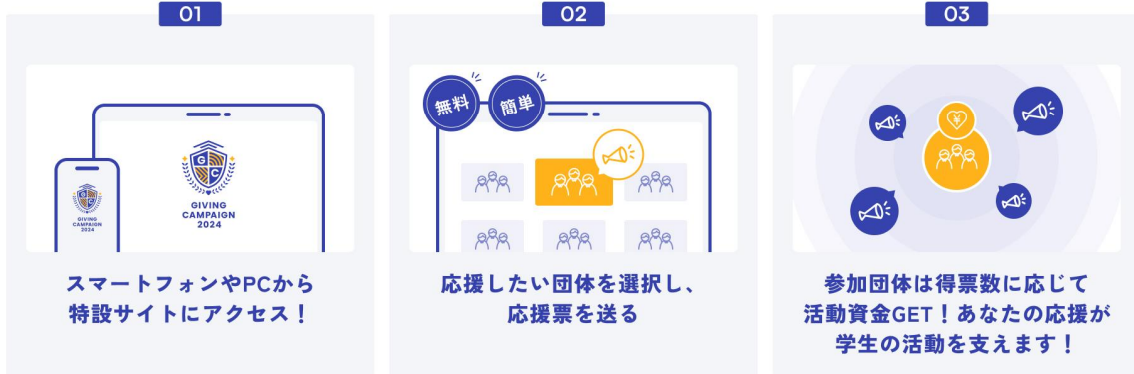 01
G
C
GIVING
CAMPAIGN
2024
G
C
GIVING
CAMPAIGN
2024
スマートフォンやPCから
特設サイトにアクセス！
02
無料
簡単
応援したい団体を選択し、
応援票を送る
03
¥
参加団体は得票数に応じて
活動資金GET！あなたの応援が
学生の活動を支えます！